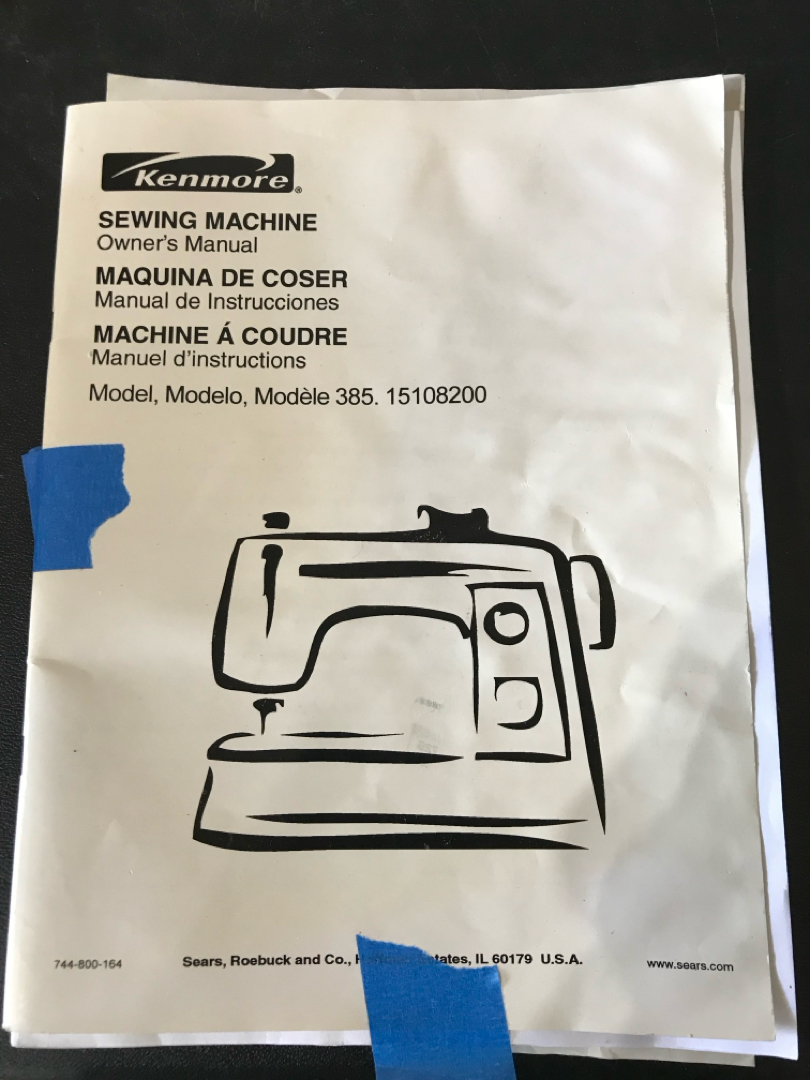 Kenmore®
SEWING MACHINE
Owner's Manual
MAQUINA DE COSER
Manual de Instrucciones
MACHINE Á COUDRE
Manuel d'instructions
Model, Modelo, Modèle 385. 15108200
744-800-164
Sears, Roebuck and Co., IL 60179 U.S.A.
www.sears.com